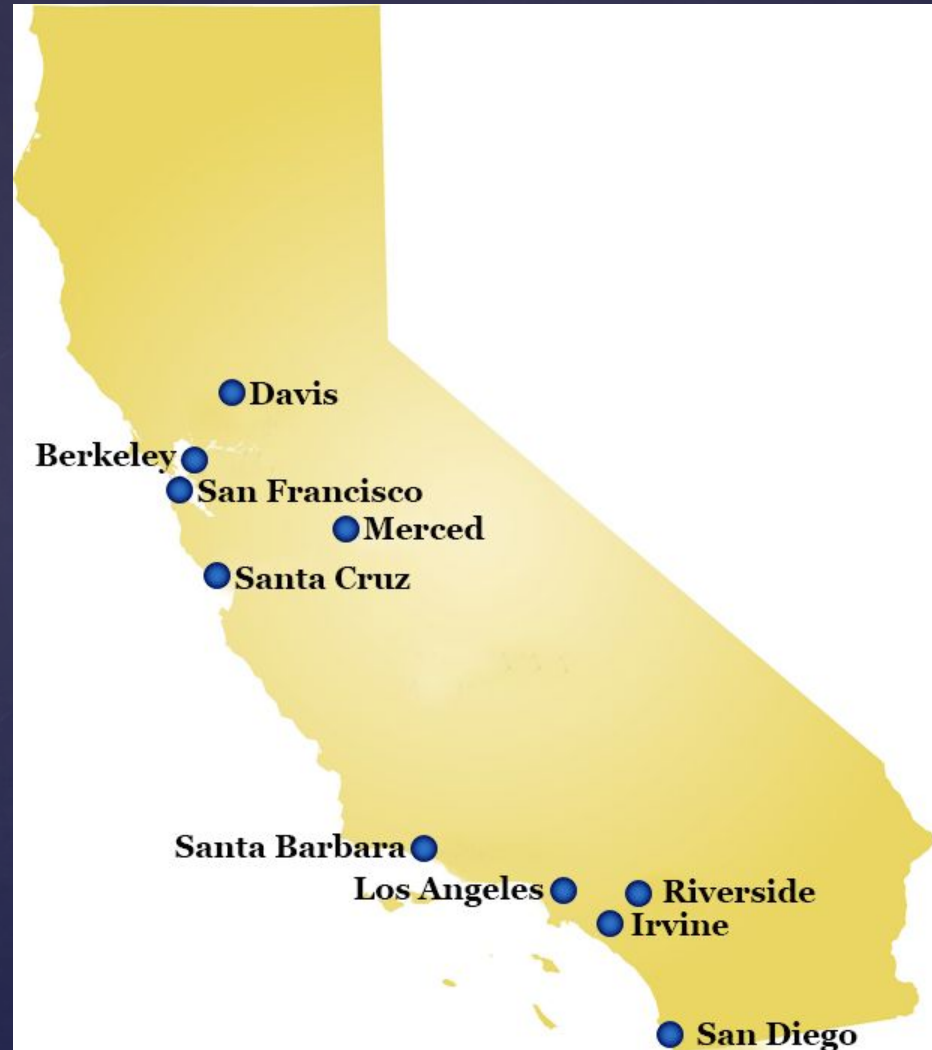 Davis
Berkeley
San Francisco
Merced
Santa Cruz
Santa Barbara
Los Angeles
Riverside
Irvine
San Diego